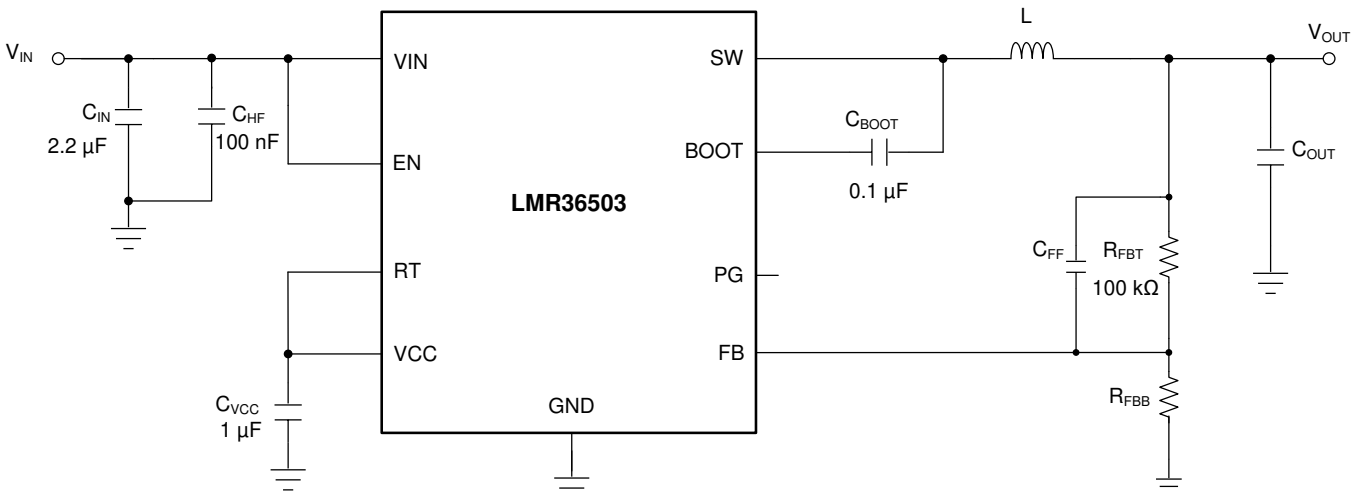 L
V_IN
V_OUT
VIN
SW
C_IN
2.2 µF
C_HF
100 nF
C_BOOT
0.1 µF
BOOT
EN
C_OUT
LMR36503
RT
PG
C_FF
R_FBT
100 kΩ
VCC
FB
C_VCC
1 µF
GND
R_FBB